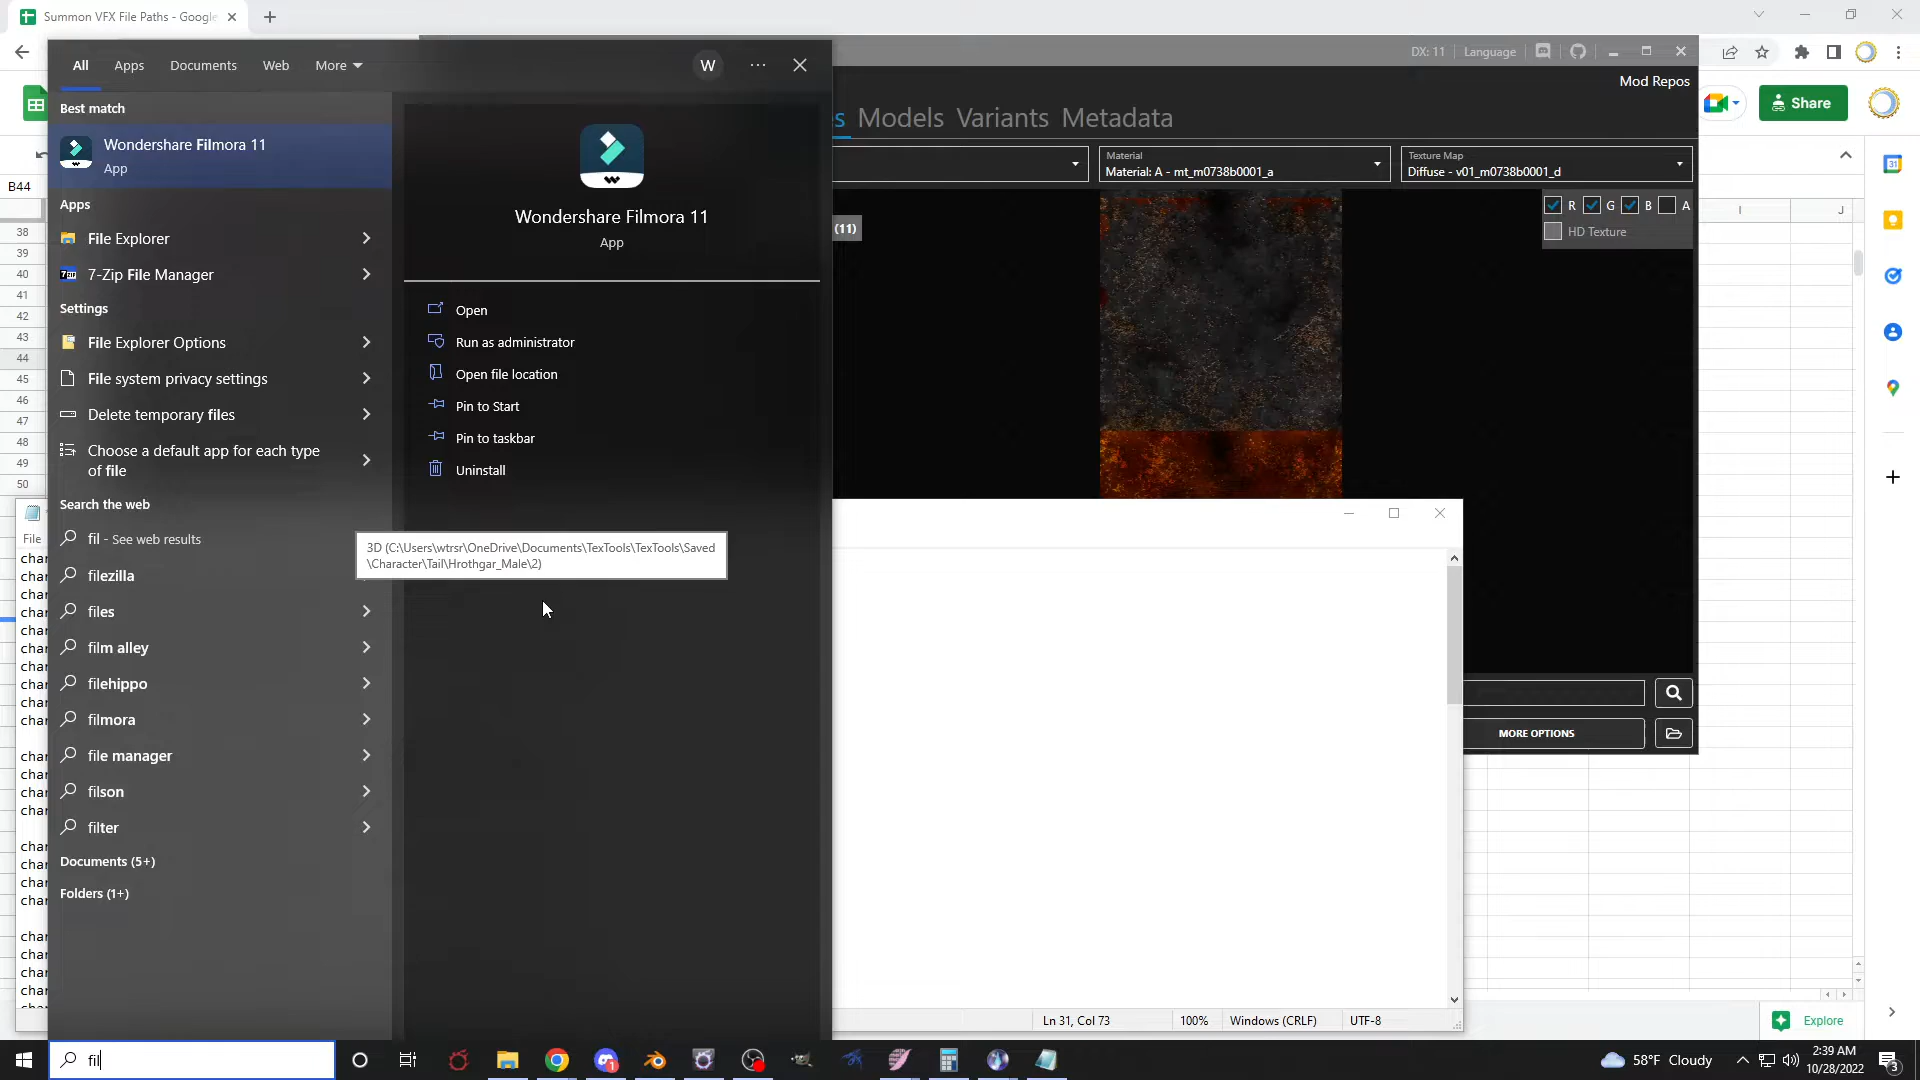 Summon VFX File Paths - Google
DX: 11
Language
Mod Repos
Models
Variants
Metadata
Share
B44
Material
Material: A - mt_m0738b0001_a
Texture Map
Diffuse - v01_m0738b0001_d
R
G
B
A
HD Texture
(11)
I
J
38
39
40
41
42
43
44
45
46
47
48
49
50
All
Apps
Documents
Web
More
W
Best match
Wondershare Filmora 11
App
Apps
File Explorer
7-Zip File Manager
Settings
File Explorer Options
File system privacy settings
Delete temporary files
Choose a default app for each type
of file
Search the web
fil - See web results
filezilla
files
film alley
filehippo
filmora
file manager
filson
filter
Documents (5+)
Folders (1+)
Wondershare Filmora 11
App
Open
Run as administrator
Open file location
Pin to Start
Pin to taskbar
Uninstall
3D (C:\Users\wtrsr\OneDrive\Documents\TexTools\TexTools\Saved
\Character\Tail\Hrothgar_Male\2)
File
MORE OPTIONS
Ln 31, Col 73
100%
Windows (CRLF)
UTF-8
Explore
fil
58°F Cloudy
2:39 AM
10/28/2022
3